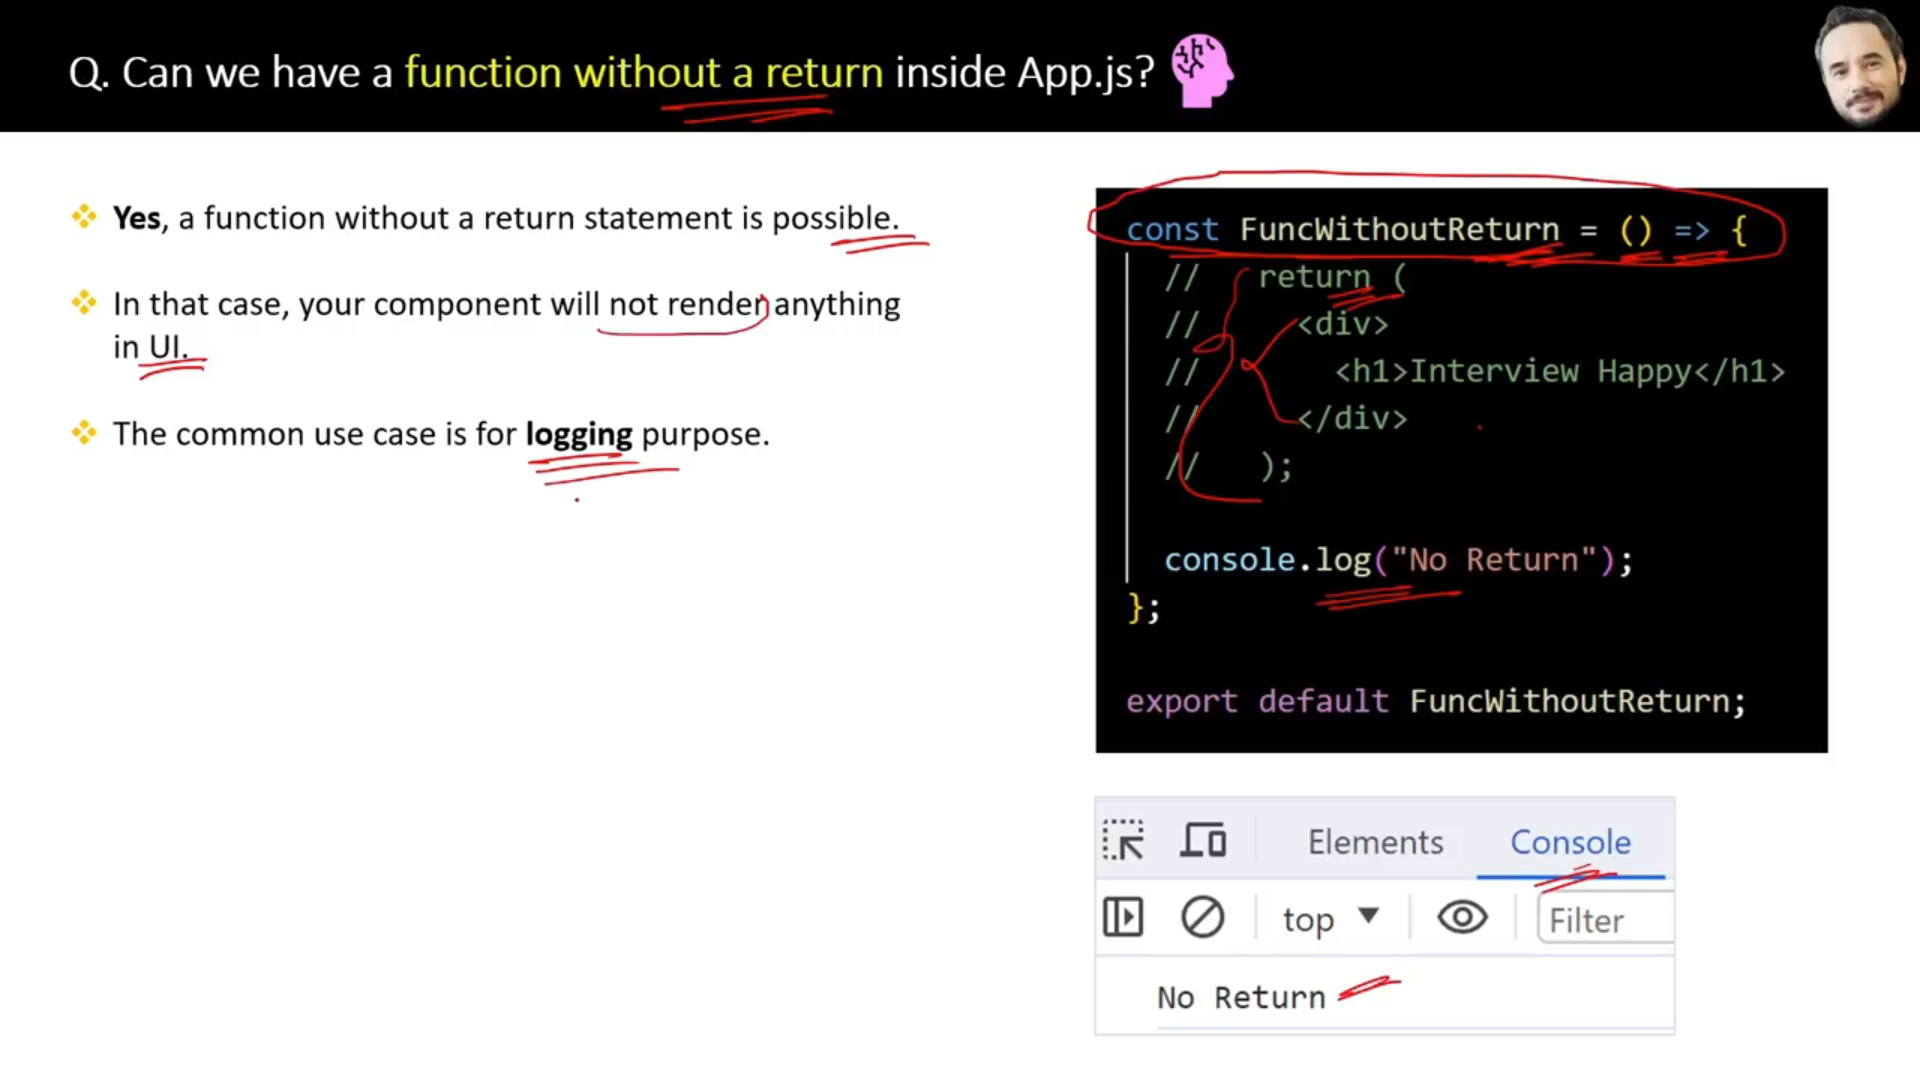 Q. Can we have a function without a return inside App.js?
Yes, a function without a return statement is possible.
In that case, your component will not render anything
in UI.
The common use case is for logging purpose.
const FuncWithoutReturn = () => {
//   return (
//     <div>
//       <h1>Interview Happy</h1>
//     </div>
//   );
console.log("No Return");
};
export default FuncWithoutReturn;
Elements Console
top Filter
No Return